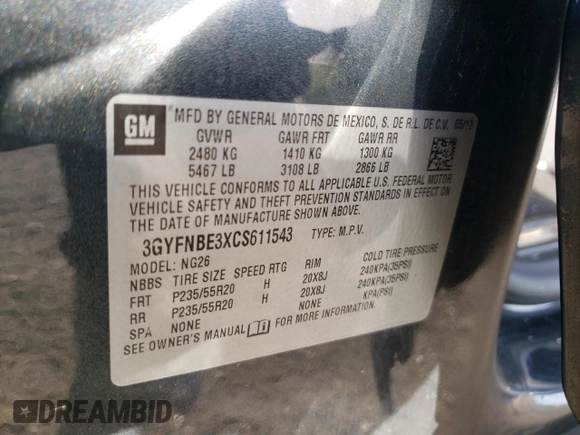 GM
MFD BY GENERAL MOTORS DE MEXICO, S. DE R.L. DE C.V.
GVWR GAWR FRT GAWR RR
2480 KG 1410 KG 1300 KG
5467 LB 3108 LB 2866 LB
THIS VEHICLE CONFORMS TO ALL APPLICABLE U.S. FEDERAL MOTOR
VEHICLE SAFETY AND THEFT PREVENTION STANDARDS IN EFFECT ON
THE DATE OF MANUFACTURE SHOWN ABOVE.
3GYFNBE3XCS611543 TYPE: M.P.V.
MODEL: NG26
NBBS TIRE SIZE SPEED RTG RIM COLD TIRE PRESSURE
FRT P235/55R20 H 20X8J 240KPA(35PSI)
RR P235/55R20 H 20X8J 240KPA(35PSI)
SPA NONE NONE KPA(PSI)
SEE OWNER'S MANUAL FOR MORE INFORMATION.
DREAMBID